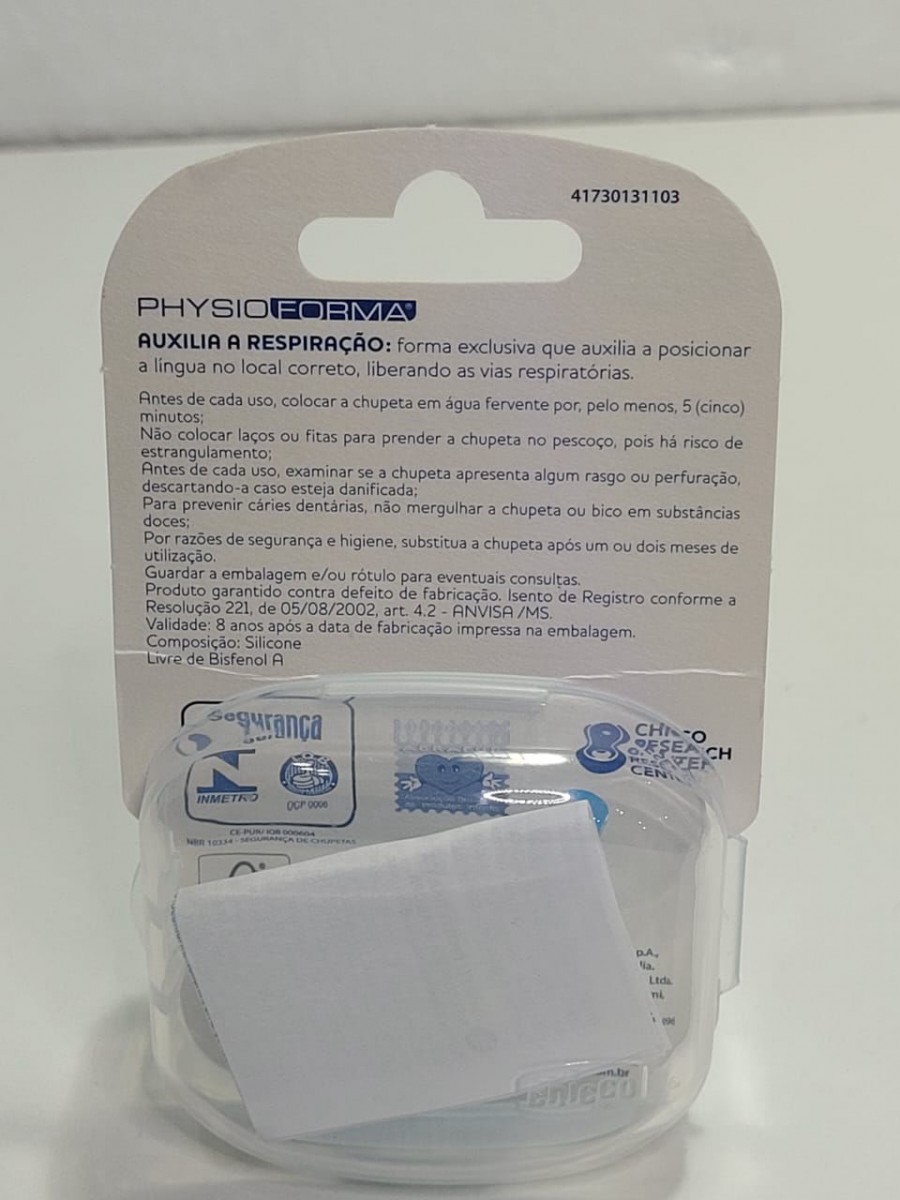 41730131103
PHYSIOFORMA®
AUXILIA A RESPIRAÇÃO: forma exclusiva que auxilia a posicionar
a língua no local correto, liberando as vias respiratórias.
Antes de cada uso, colocar a chupeta em água fervente por, pelo menos, 5 (cinco)
minutos;
Não colocar laços ou fitas para prender a chupeta no pescoço, pois há risco de
estrangulamento;
Antes de cada uso, examinar se a chupeta apresenta algum rasgo ou perfuração,
descartando-a caso esteja danificada;
Para prevenir cáries dentárias, não mergulhar a chupeta ou bico em substâncias
doces;
Por razões de segurança e higiene, substitua a chupeta após um ou dois meses de
utilização.
Guardar a embalagem e/ou rótulo para eventuais consultas.
Produto garantido contra defeito de fabricação. Isento de Registro conforme a
Resolução 221, de 05/08/2002, art. 4.2 - ANVISA /MS.
Validade: 8 anos após a data de fabricação impressa na embalagem.
Composição: Silicone
Livre de Bisfenol A
Segurança
INMETRO
OCP 0006
NBR 10334 - SEGURANÇA DE CHUPETAS
p.A.,
lia.
Ltda.
m.br
chicco